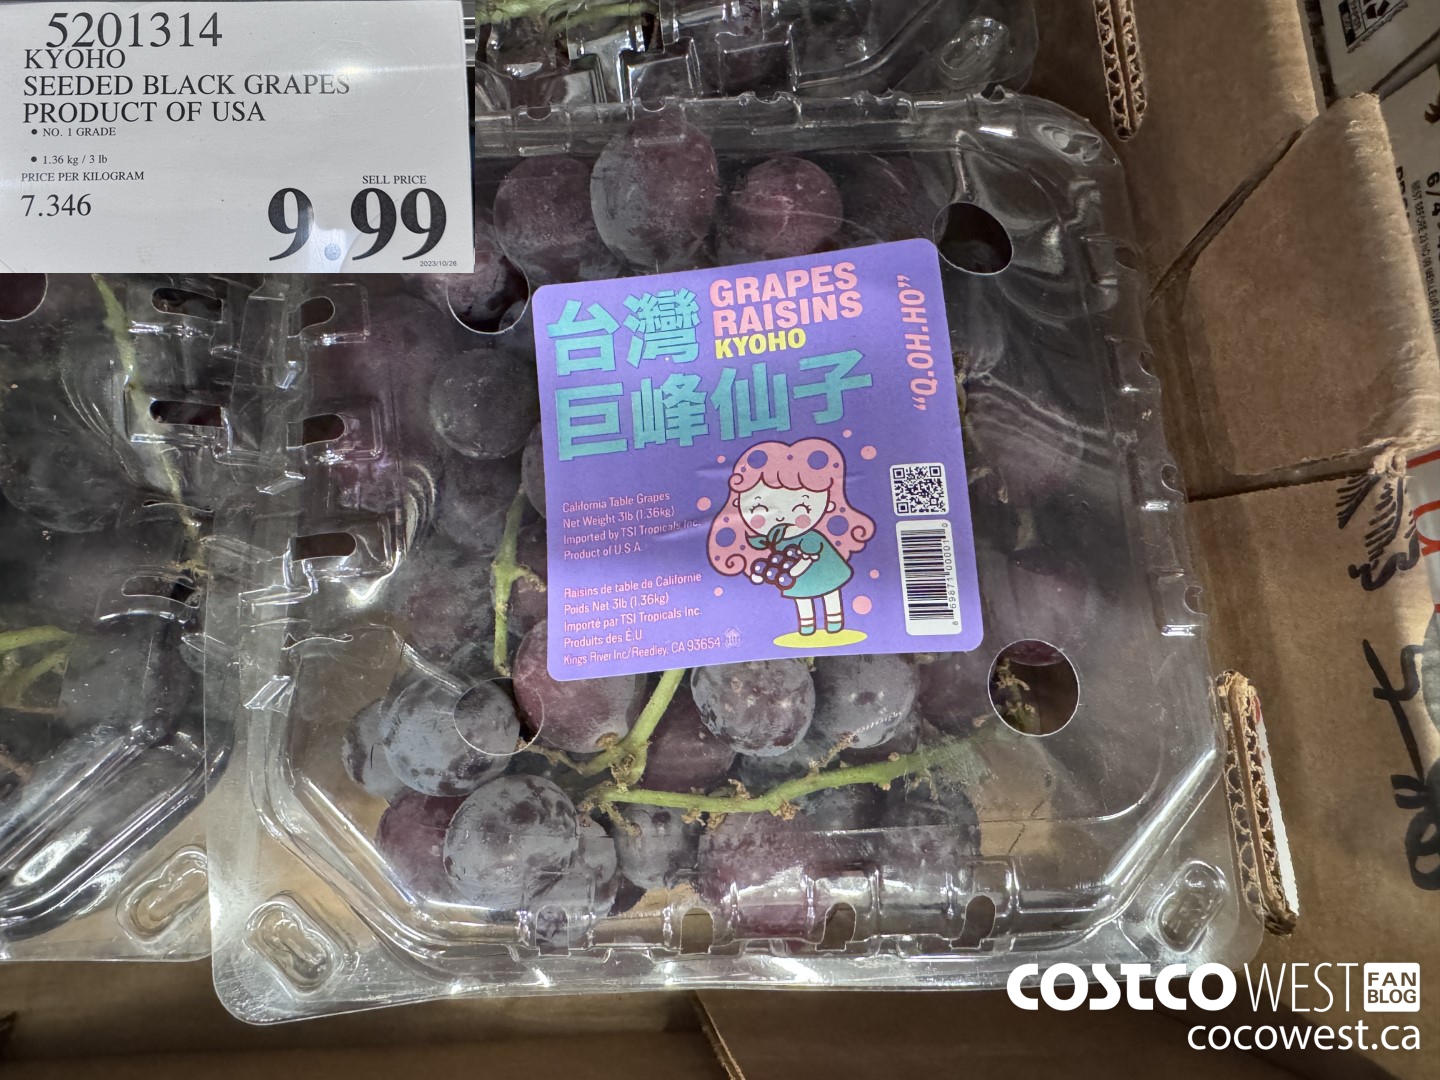 5201314
KYOHO
SEEDED BLACK GRAPES
PRODUCT OF USA
• NO. 1 GRADE
• 1.36 kg / 3 lb
PRICE PER KILOGRAM
7.346
SELL PRICE
9.99
2023/10/26
台灣
巨峰仙子
GRAPES
RAISINS
KYOHO
"Q.OH.HO"
California Table Grapes
Net Weight 3lb (1.36kg)
Imported by TSI Tropicals Inc.
Product of U.S.A.
Raisins de table de Californie
Poids Net 3lb (1.36kg)
Importé par TSI Tropicals Inc.
Produits des É.U
Kings River Inc/Reedley, CA 93654
COSTCO WEST FAN BLOG
cocowest.ca